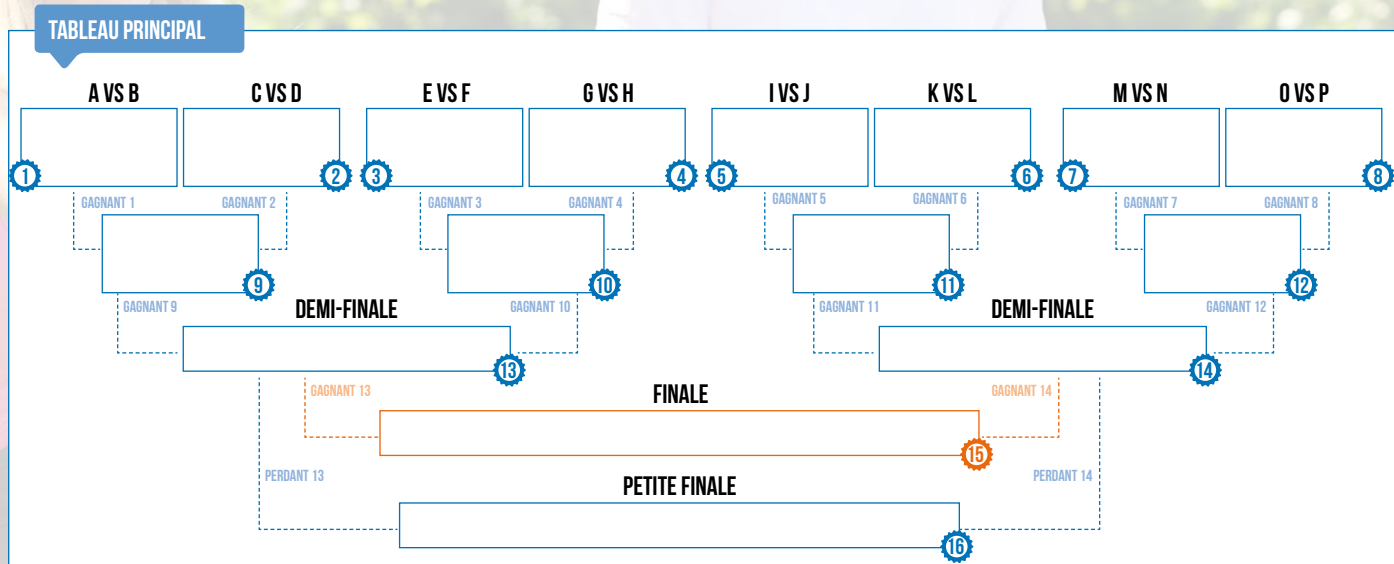 TABLEAU PRINCIPAL
A VS B C VS D E VS F G VS H I VS J K VS L M VS N O VS P
1 2 3 4 5 6 7 8
GAGNANT 1 GAGNANT 2 GAGNANT 3 GAGNANT 4 GAGNANT 5 GAGNANT 6 GAGNANT 7 GAGNANT 8
9 10 11 12
GAGNANT 9 GAGNANT 10 GAGNANT 11 GAGNANT 12
DEMI-FINALE DEMI-FINALE
13 14
GAGNANT 13 GAGNANT 14
FINALE
15
PERDANT 13 PERDANT 14
PETITE FINALE
16